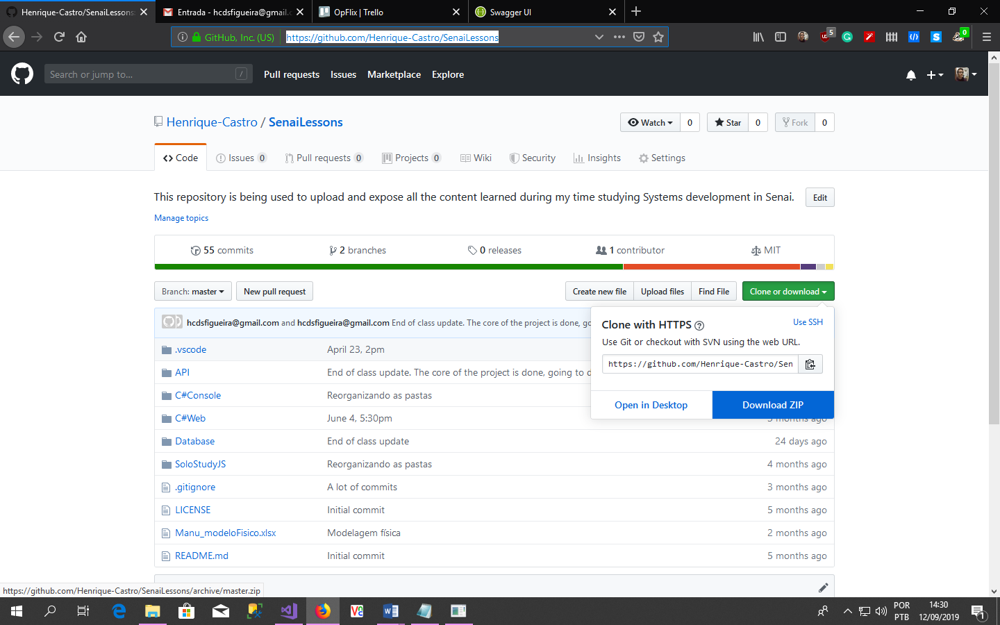 Henrique-Castro/SenaiLessons:
Entrada - hcdsfigueira@gmail.c
OpFlix | Trello
Swagger UI
GitHub, Inc. (US)
https://github.com/Henrique-Castro/SenaiLessons
5
0
Search or jump to...
/
Pull requests
Issues
Marketplace
Explore
Henrique-Castro / SenaiLessons
Watch 0
Star 0
Fork 0
Code
Issues 0
Pull requests 0
Projects 0
Wiki
Security
Insights
Settings
This repository is being used to upload and expose all the content learned during my time studying Systems development in Senai.
Edit
Manage topics
55 commits
2 branches
0 releases
1 contributor
MIT
Branch: master
New pull request
Create new file
Upload files
Find File
Clone or download
hcdsfigueira@gmail.com and hcdsfigueira@gmail.com End of class update. The core of the project is done, go
Clone with HTTPS
Use SSH
Use Git or checkout with SVN using the web URL.
https://github.com/Henrique-Castro/Sen
Open in Desktop
Download ZIP
.vscode April 23, 2pm
API End of class update. The core of the project is done, going to d
C#Console Reorganizando as pastas
C#Web June 4, 5:30pm 3 months ago
Database End of class update 24 days ago
SoloStudyJS Reorganizando as pastas 4 months ago
.gitignore A lot of commits 3 months ago
LICENSE Initial commit 5 months ago
Manu_modeloFisico.xlsx Modelagem física 2 months ago
README.md Initial commit 5 months ago
https://github.com/Henrique-Castro/SenaiLessons/archive/master.zip
POR
PTB
14:30
12/09/2019
1